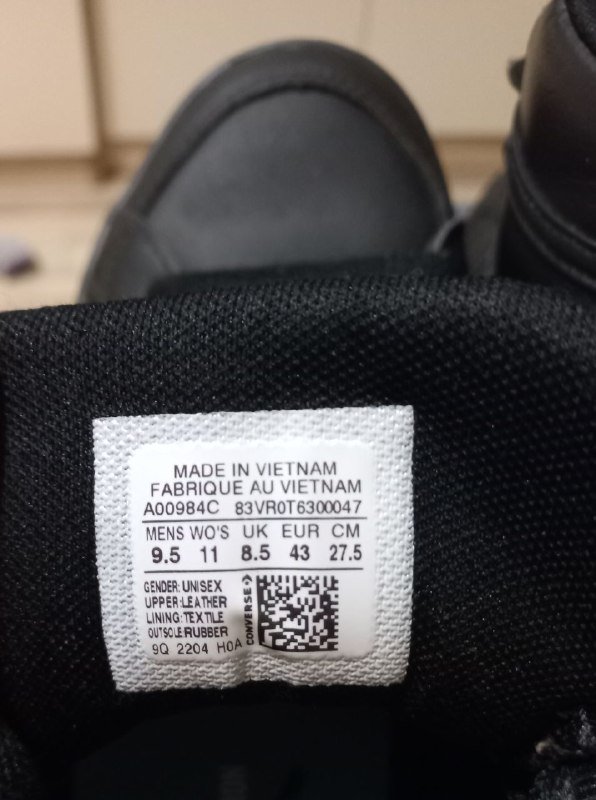 MADE IN VIETNAM
FABRIQUE AU VIETNAM
A00984C 83VR0T6300047
MENS WO'S UK EUR CM
9.5 11 8.5 43 27.5
GENDER: UNISEX
UPPER: LEATHER
LINING: TEXTILE
OUTSOLE: RUBBER
9Q 2204 HOA
CONVERSE